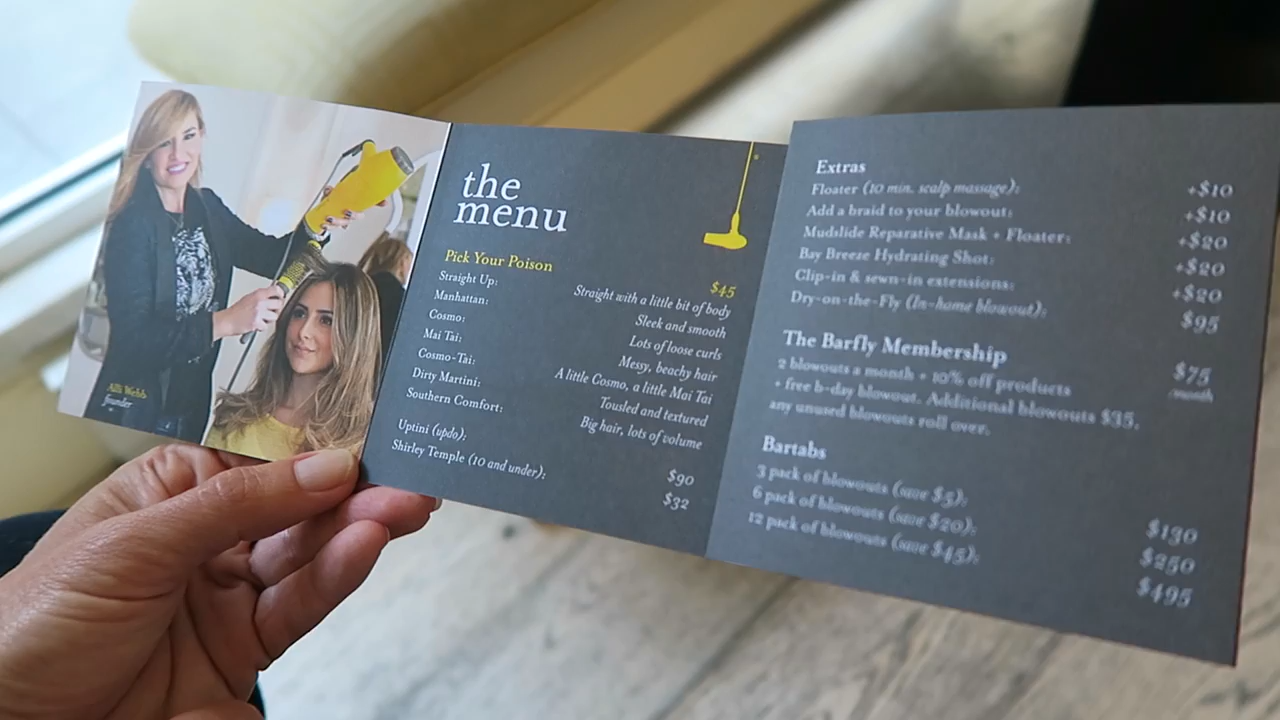 Alli Webb
founder
the
menu
Pick Your Poison $45
Straight Up: Straight with a little bit of body
Manhattan: Sleek and smooth
Cosmo: Lots of loose curls
Mai Tai: Messy, beachy hair
Cosmo-Tai: A little Cosmo, a little Mai Tai
Dirty Martini: Tousled and textured
Southern Comfort: Big hair, lots of volume
Uptini (updo): $90
Shirley Temple (10 and under): $32
Extras
Floater (10 min. scalp massage): +$10
Add a braid to your blowout: +$10
Mudslide Reparative Mask + Floater: +$20
Bay Breeze Hydrating Shot: +$20
Clip-in & sewn-in extensions: +$20
Dry-on-the-Fly (In-home blowout): $95
The Barfly Membership $75
2 blowouts a month + 10% off products /month
+ free b-day blowout. Additional blowouts $35,
any unused blowouts roll over.
Bartabs
3 pack of blowouts (save $5): $130
6 pack of blowouts (save $20): $250
12 pack of blowouts (save $45): $495